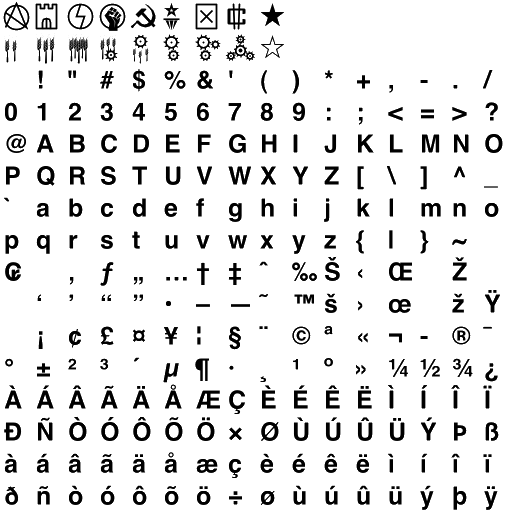 ! " # $ % & ' ( ) * + , - . /
0 1 2 3 4 5 6 7 8 9 : ; < = > ?
@ A B C D E F G H I J K L M N O
P Q R S T U V W X Y Z [ \ ] ^ _
` a b c d e f g h i j k l m n o
p q r s t u v w x y z { | } ~
₢ , ƒ „ … † ‡ ˆ ‰ Š ‹ Œ Ž
‘ ’ “ ” • – — ˜ ™ š › œ ž Ÿ
¡ ¢ £ ¤ ¥ ¦ § ¨ © ª « ¬ - ® ¯
° ± ² ³ ´ µ ¶ · ¸ ¹ º » ¼ ½ ¾ ¿
À Á Â Ã Ä Å Æ Ç È É Ê Ë Ì Í Î Ï
Ð Ñ Ò Ó Ô Õ Ö × Ø Ù Ú Û Ü Ý Þ ß
à á â ã ä å æ ç è é ê ë ì í î ï
ð ñ ò ó ô õ ö ÷ ø ù ú û ü ý þ ÿ